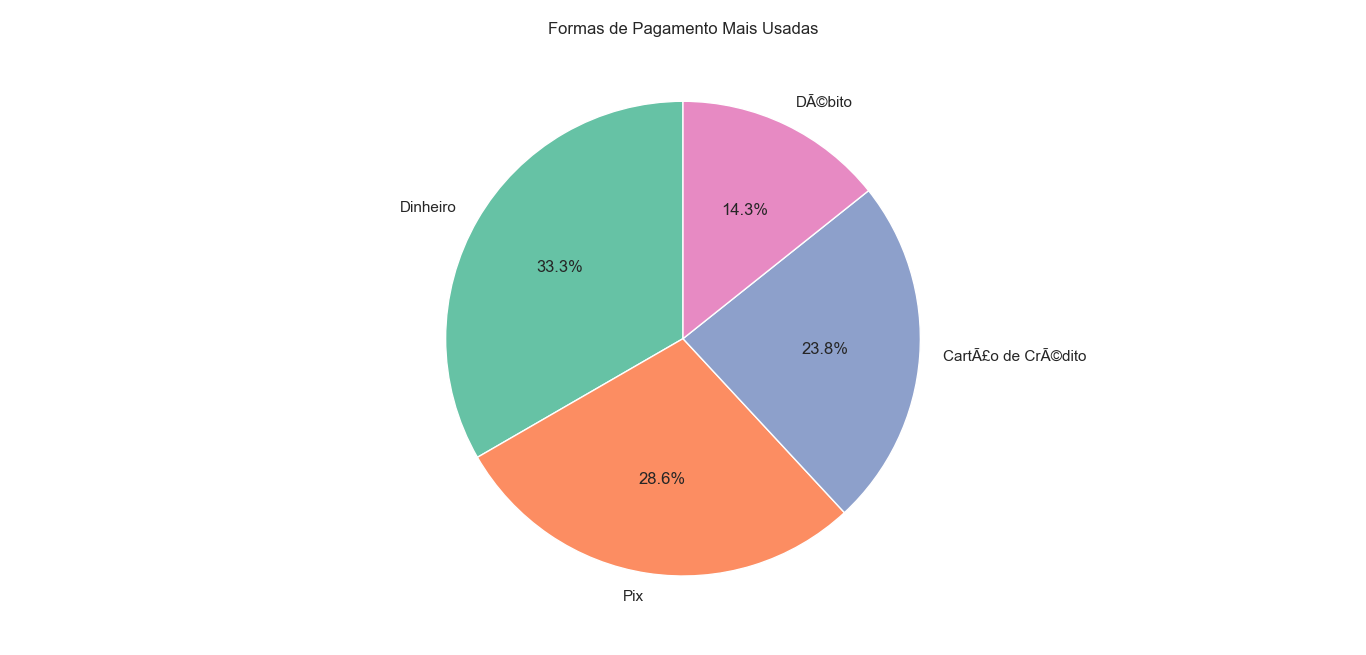 Formas de Pagamento Mais Usadas
DÃ©bito
Dinheiro
14.3%
33.3%
23.8%
CartÃ£o de CrÃ©dito
28.6%
Pix